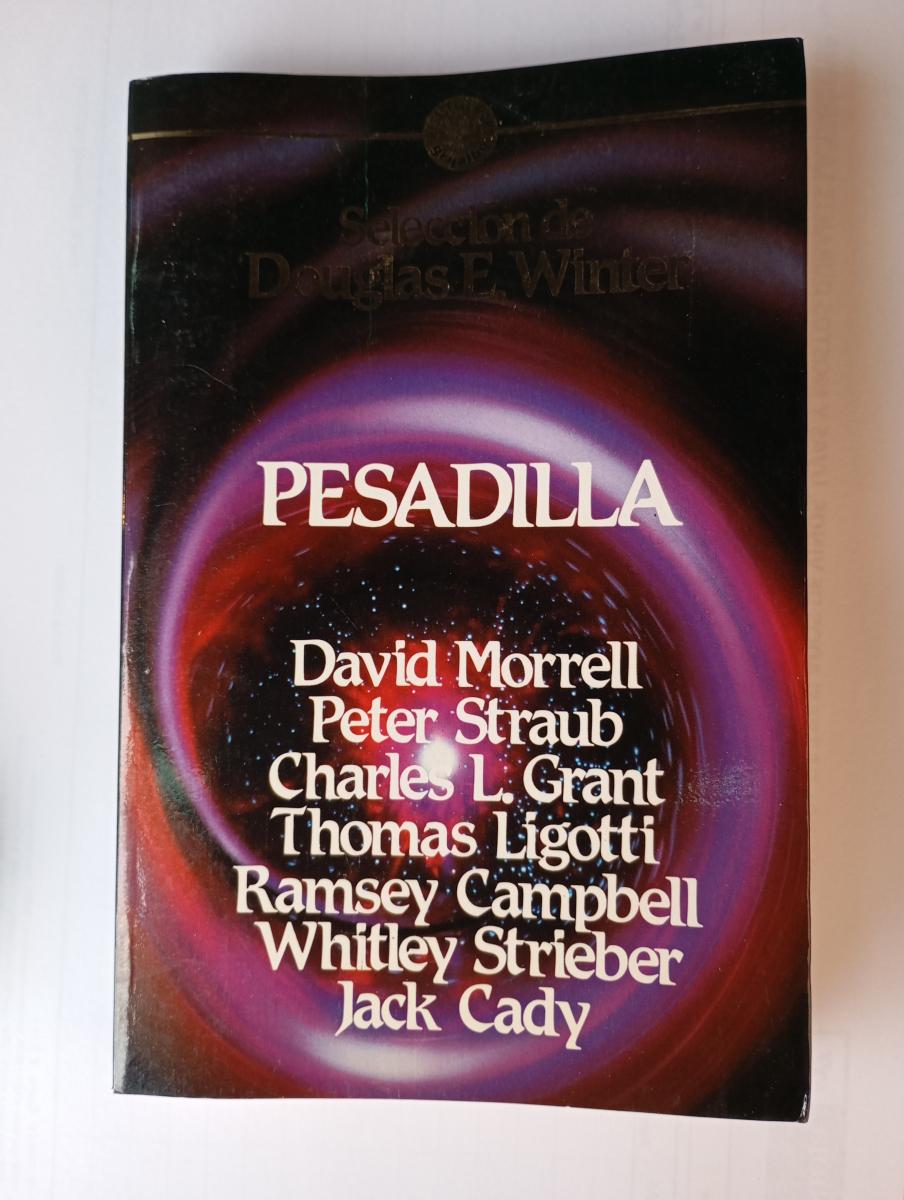 Selección de
Douglas E. Winter
PESADILLA
David Morrell
Peter Straub
Charles L. Grant
Thomas Ligotti
Ramsey Campbell
Whitley Strieber
Jack Cady